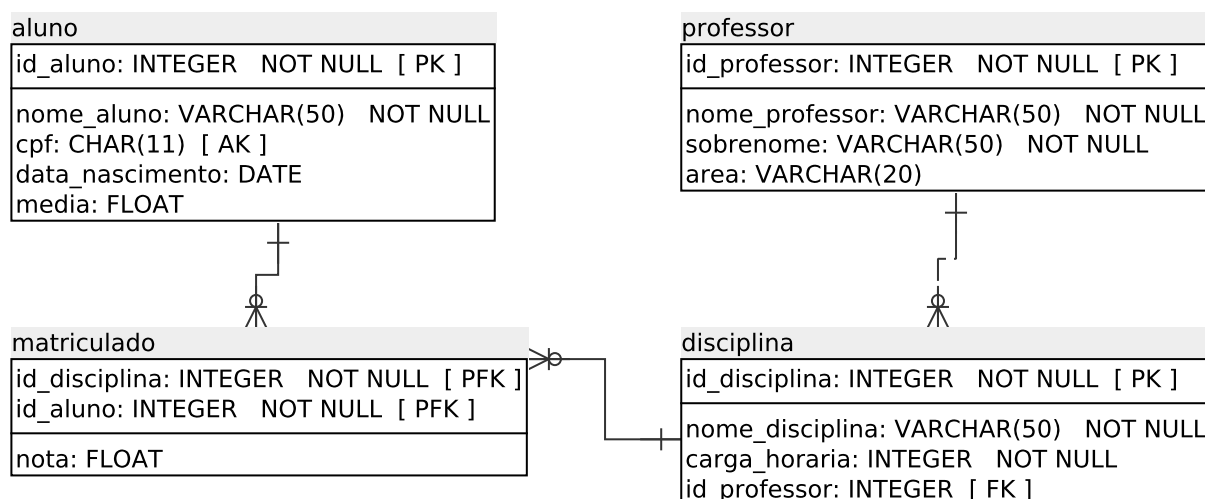 aluno
id_aluno: INTEGER NOT NULL [ PK ]
nome_aluno: VARCHAR(50) NOT NULL
cpf: CHAR(11) [ AK ]
data_nascimento: DATE
media: FLOAT
professor
id_professor: INTEGER NOT NULL [ PK ]
nome_professor: VARCHAR(50) NOT NULL
sobrenome: VARCHAR(50) NOT NULL
area: VARCHAR(20)
matriculado
id_disciplina: INTEGER NOT NULL [ PFK ]
id_aluno: INTEGER NOT NULL [ PFK ]
nota: FLOAT
disciplina
id_disciplina: INTEGER NOT NULL [ PK ]
nome_disciplina: VARCHAR(50) NOT NULL
carga_horaria: INTEGER NOT NULL
id_professor: INTEGER [ FK ]